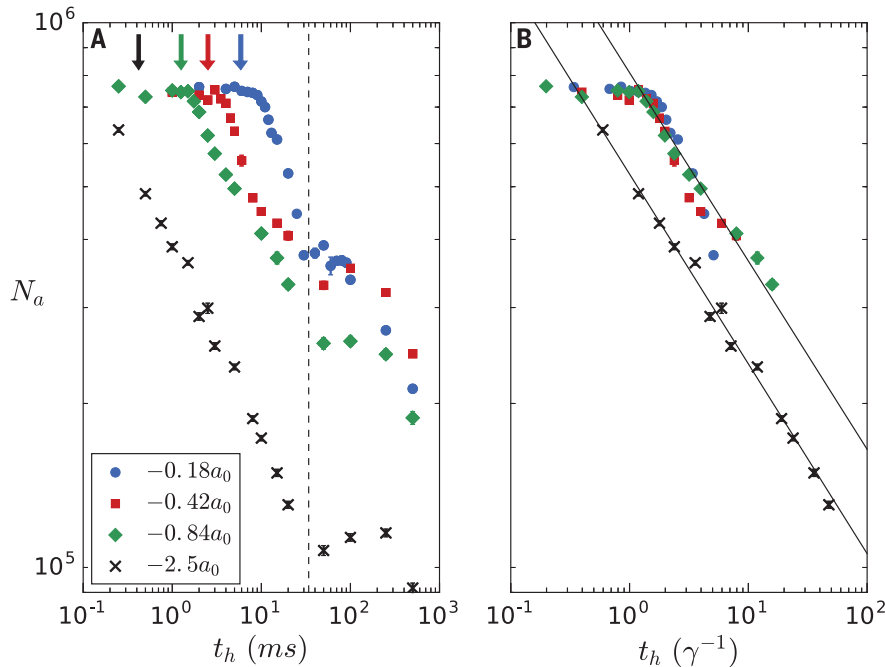 A
B
10^6
N_a
10^5
−0.18a_0
−0.42a_0
−0.84a_0
−2.5a_0
10^-1 10^0 10^1 10^2 10^3
10^-1 10^0 10^1 10^2
t_h (ms)
t_h (γ^-1)